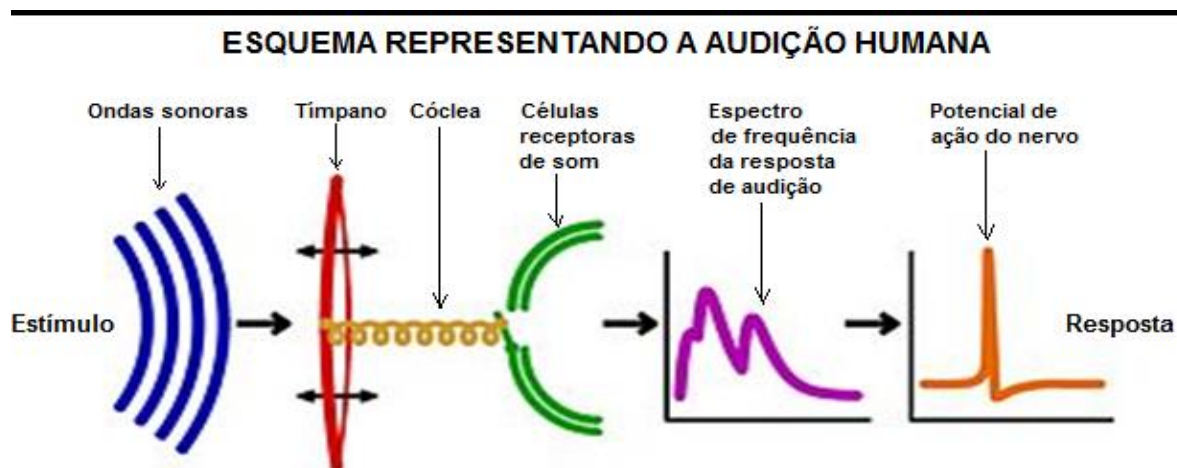 ESQUEMA REPRESENTANDO A AUDIÇÃO HUMANA
Ondas sonoras
Tímpano
Cóclea
Células
receptoras
de som
Espectro
de frequência
da resposta
de audição
Potencial de
ação do nervo
Estímulo
Resposta